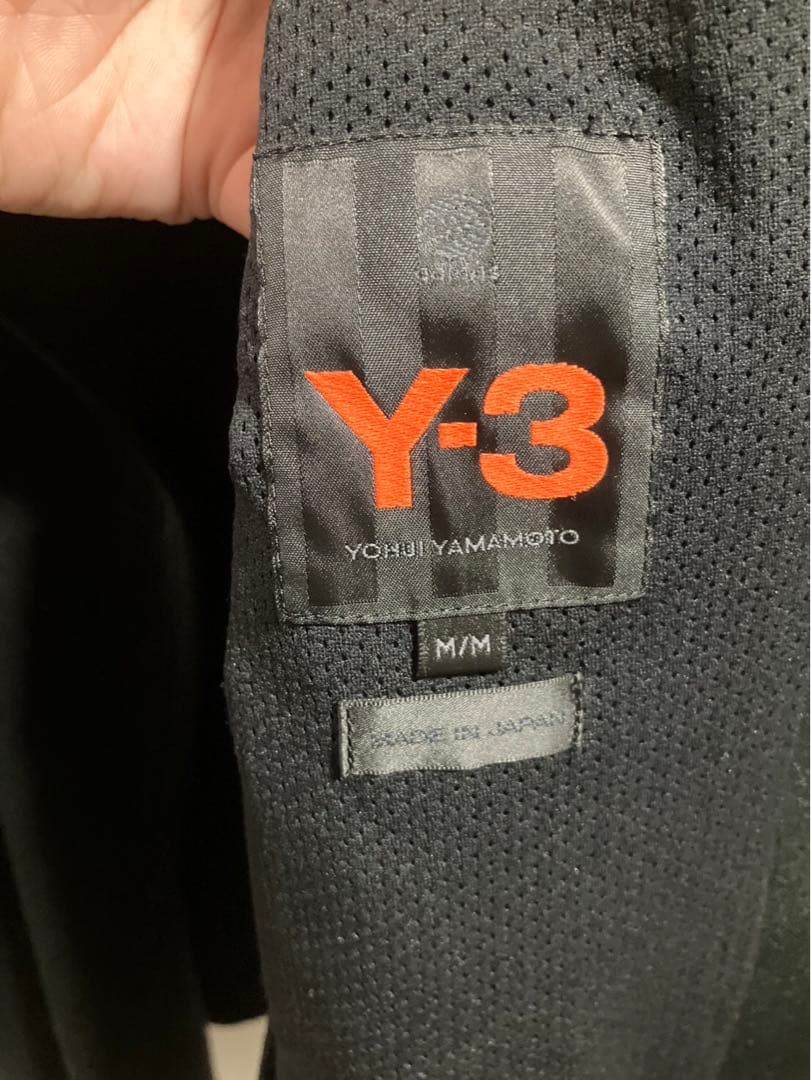 adidas
Y-3
YOHJI YAMAMOTO
M/M
MADE IN JAPAN